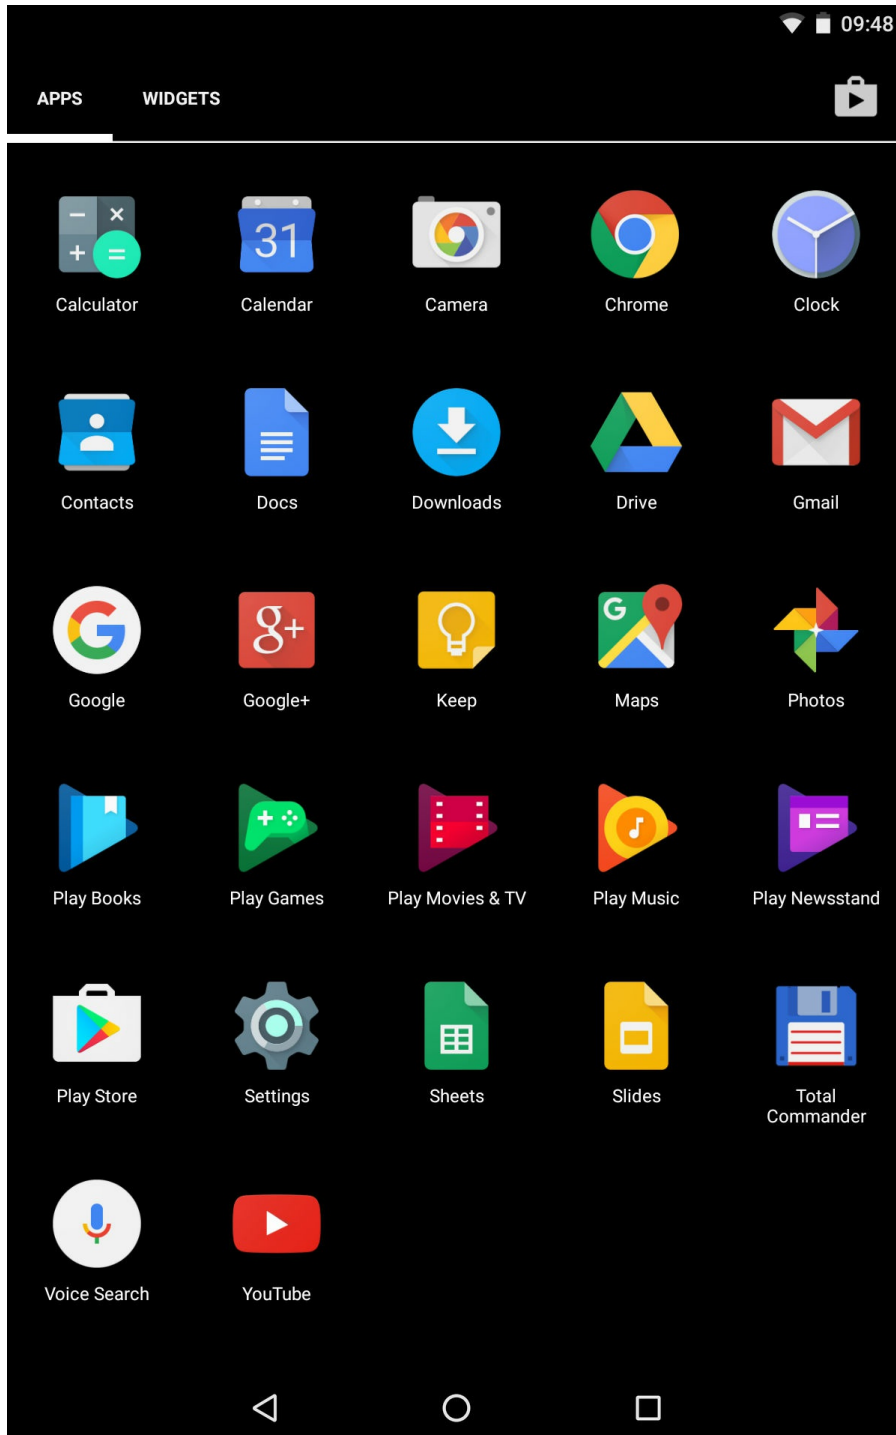 09:48
APPS WIDGETS
31
Calculator Calendar Camera Chrome Clock
Contacts Docs Downloads Drive Gmail
G g+ G
Google Google+ Keep Maps Photos
Play Books Play Games Play Movies & TV Play Music Play Newsstand
Play Store Settings Sheets Slides Total
Commander
Voice Search YouTube